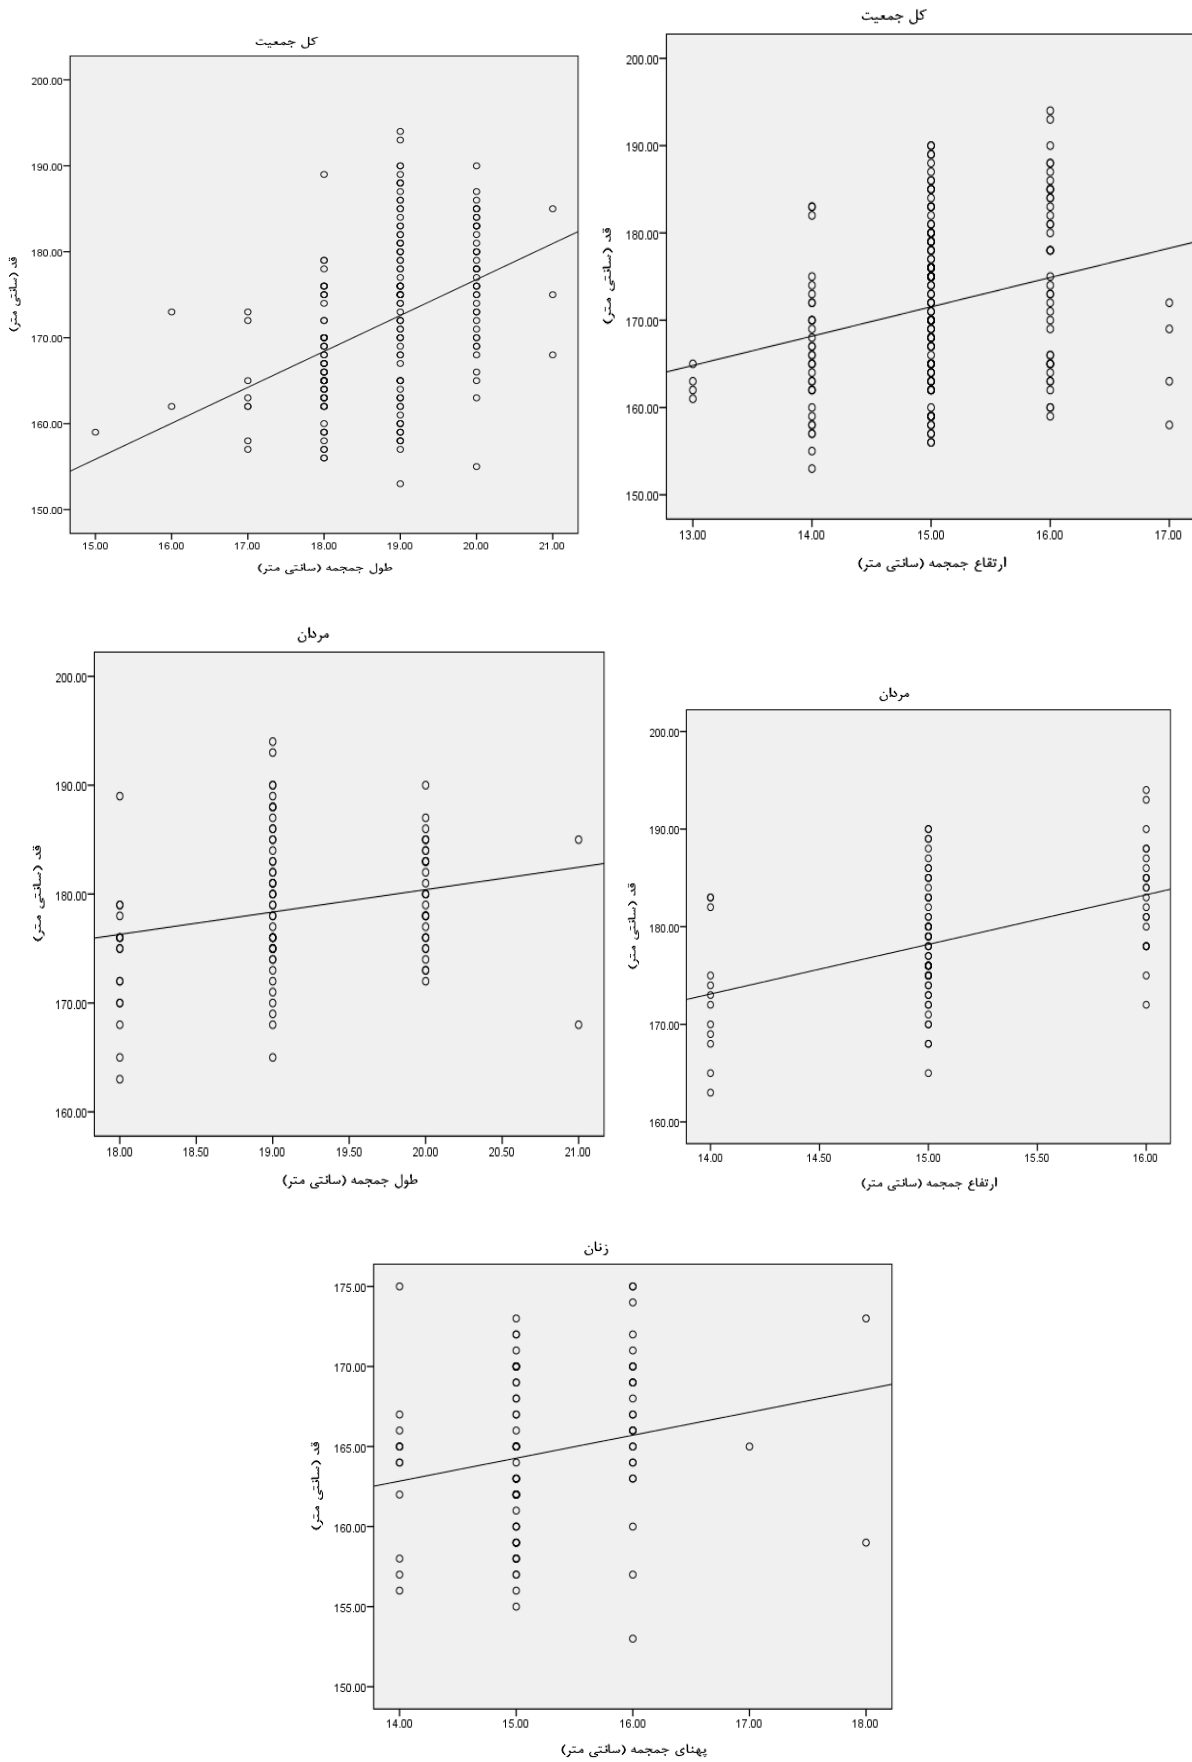 کل جمعیت
200.00
190.00
180.00
170.00
160.00
150.00
قد (سانتی متر)
15.00 16.00 17.00 18.00 19.00 20.00 21.00
طول جمجمه (سانتی متر)
کل جمعیت
200.00
190.00
180.00
170.00
160.00
150.00
قد (سانتی متر)
13.00 14.00 15.00 16.00 17.00
ارتفاع جمجمه (سانتی متر)
مردان
200.00
190.00
180.00
170.00
160.00
قد (سانتی متر)
18.00 18.50 19.00 19.50 20.00 20.50 21.00
طول جمجمه (سانتی متر)
مردان
200.00
190.00
180.00
170.00
160.00
قد (سانتی متر)
14.00 14.50 15.00 15.50 16.00
ارتفاع جمجمه (سانتی متر)
زنان
175.00
170.00
165.00
160.00
155.00
150.00
قد (سانتی متر)
14.00 15.00 16.00 17.00 18.00
پهنای جمجمه (سانتی متر)